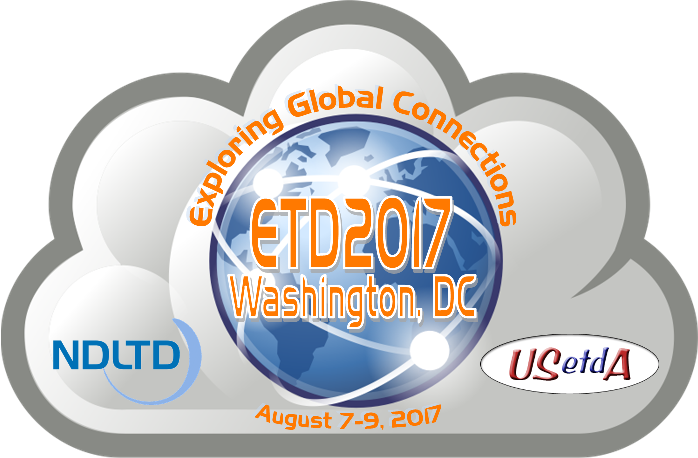 Exploring Global Connections
ETD2017
Washington, DC
NDLTD
USetdA
August 7-9, 2017